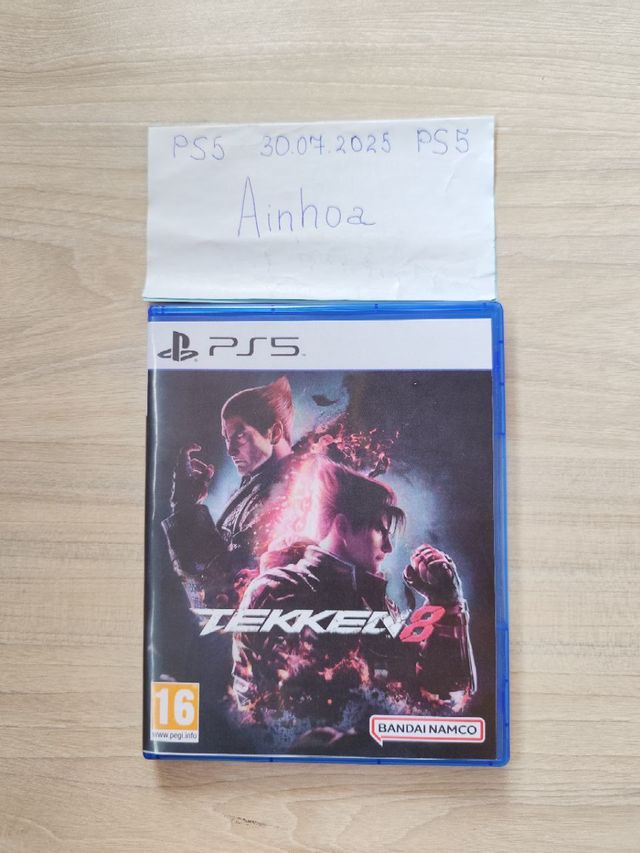 PS5 30.07.2025 PS5
Ainhoa
PS5
TEKKEN 8
16
www.pegi.info
BANDAI NAMCO